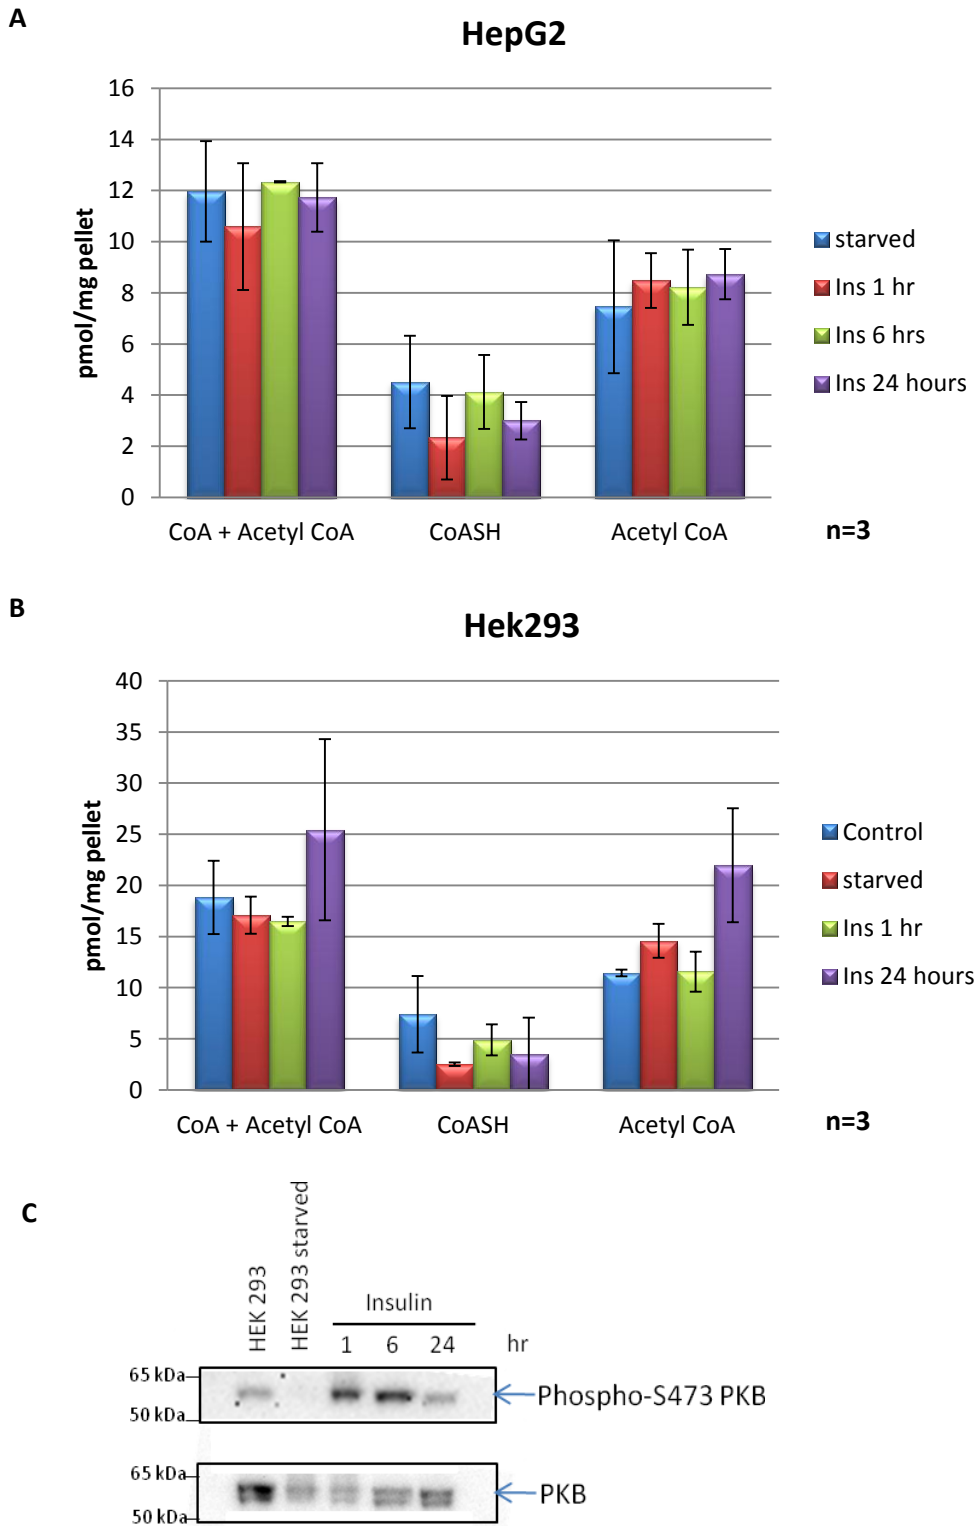 A
HepG2
16
14
12
10
8
6
4
2
0
pmol/mg pellet
CoA + Acetyl CoA
CoASH
Acetyl CoA
n=3
starved
Ins 1 hr
Ins 6 hrs
Ins 24 hours
B
Hek293
40
35
30
25
20
15
10
5
0
pmol/mg pellet
CoA + Acetyl CoA
CoASH
Acetyl CoA
n=3
Control
starved
Ins 1 hr
Ins 24 hours
C
HEK 293
HEK 293 starved
Insulin
1 6 24 hr
65 kDa
50 kDa
Phospho-S473 PKB
65 kDa
50 kDa
PKB